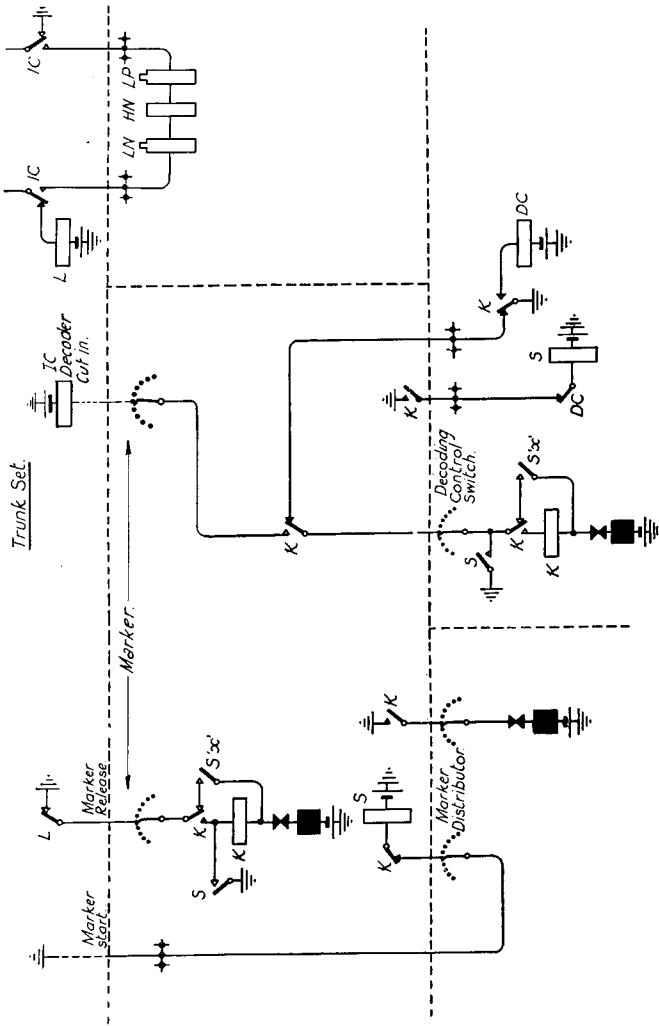 Trunk Set.
Marker
start.
Marker
Release
L
IC
Decoder
Cut in.
L
IC
IC
LN
HN
LP
Marker.
K
S'x'
S
K
K
S
K
K
DC
K
S
DC
K
Marker
Distributor.
Decoding
Control
Switch.
S
K
S'x'
K